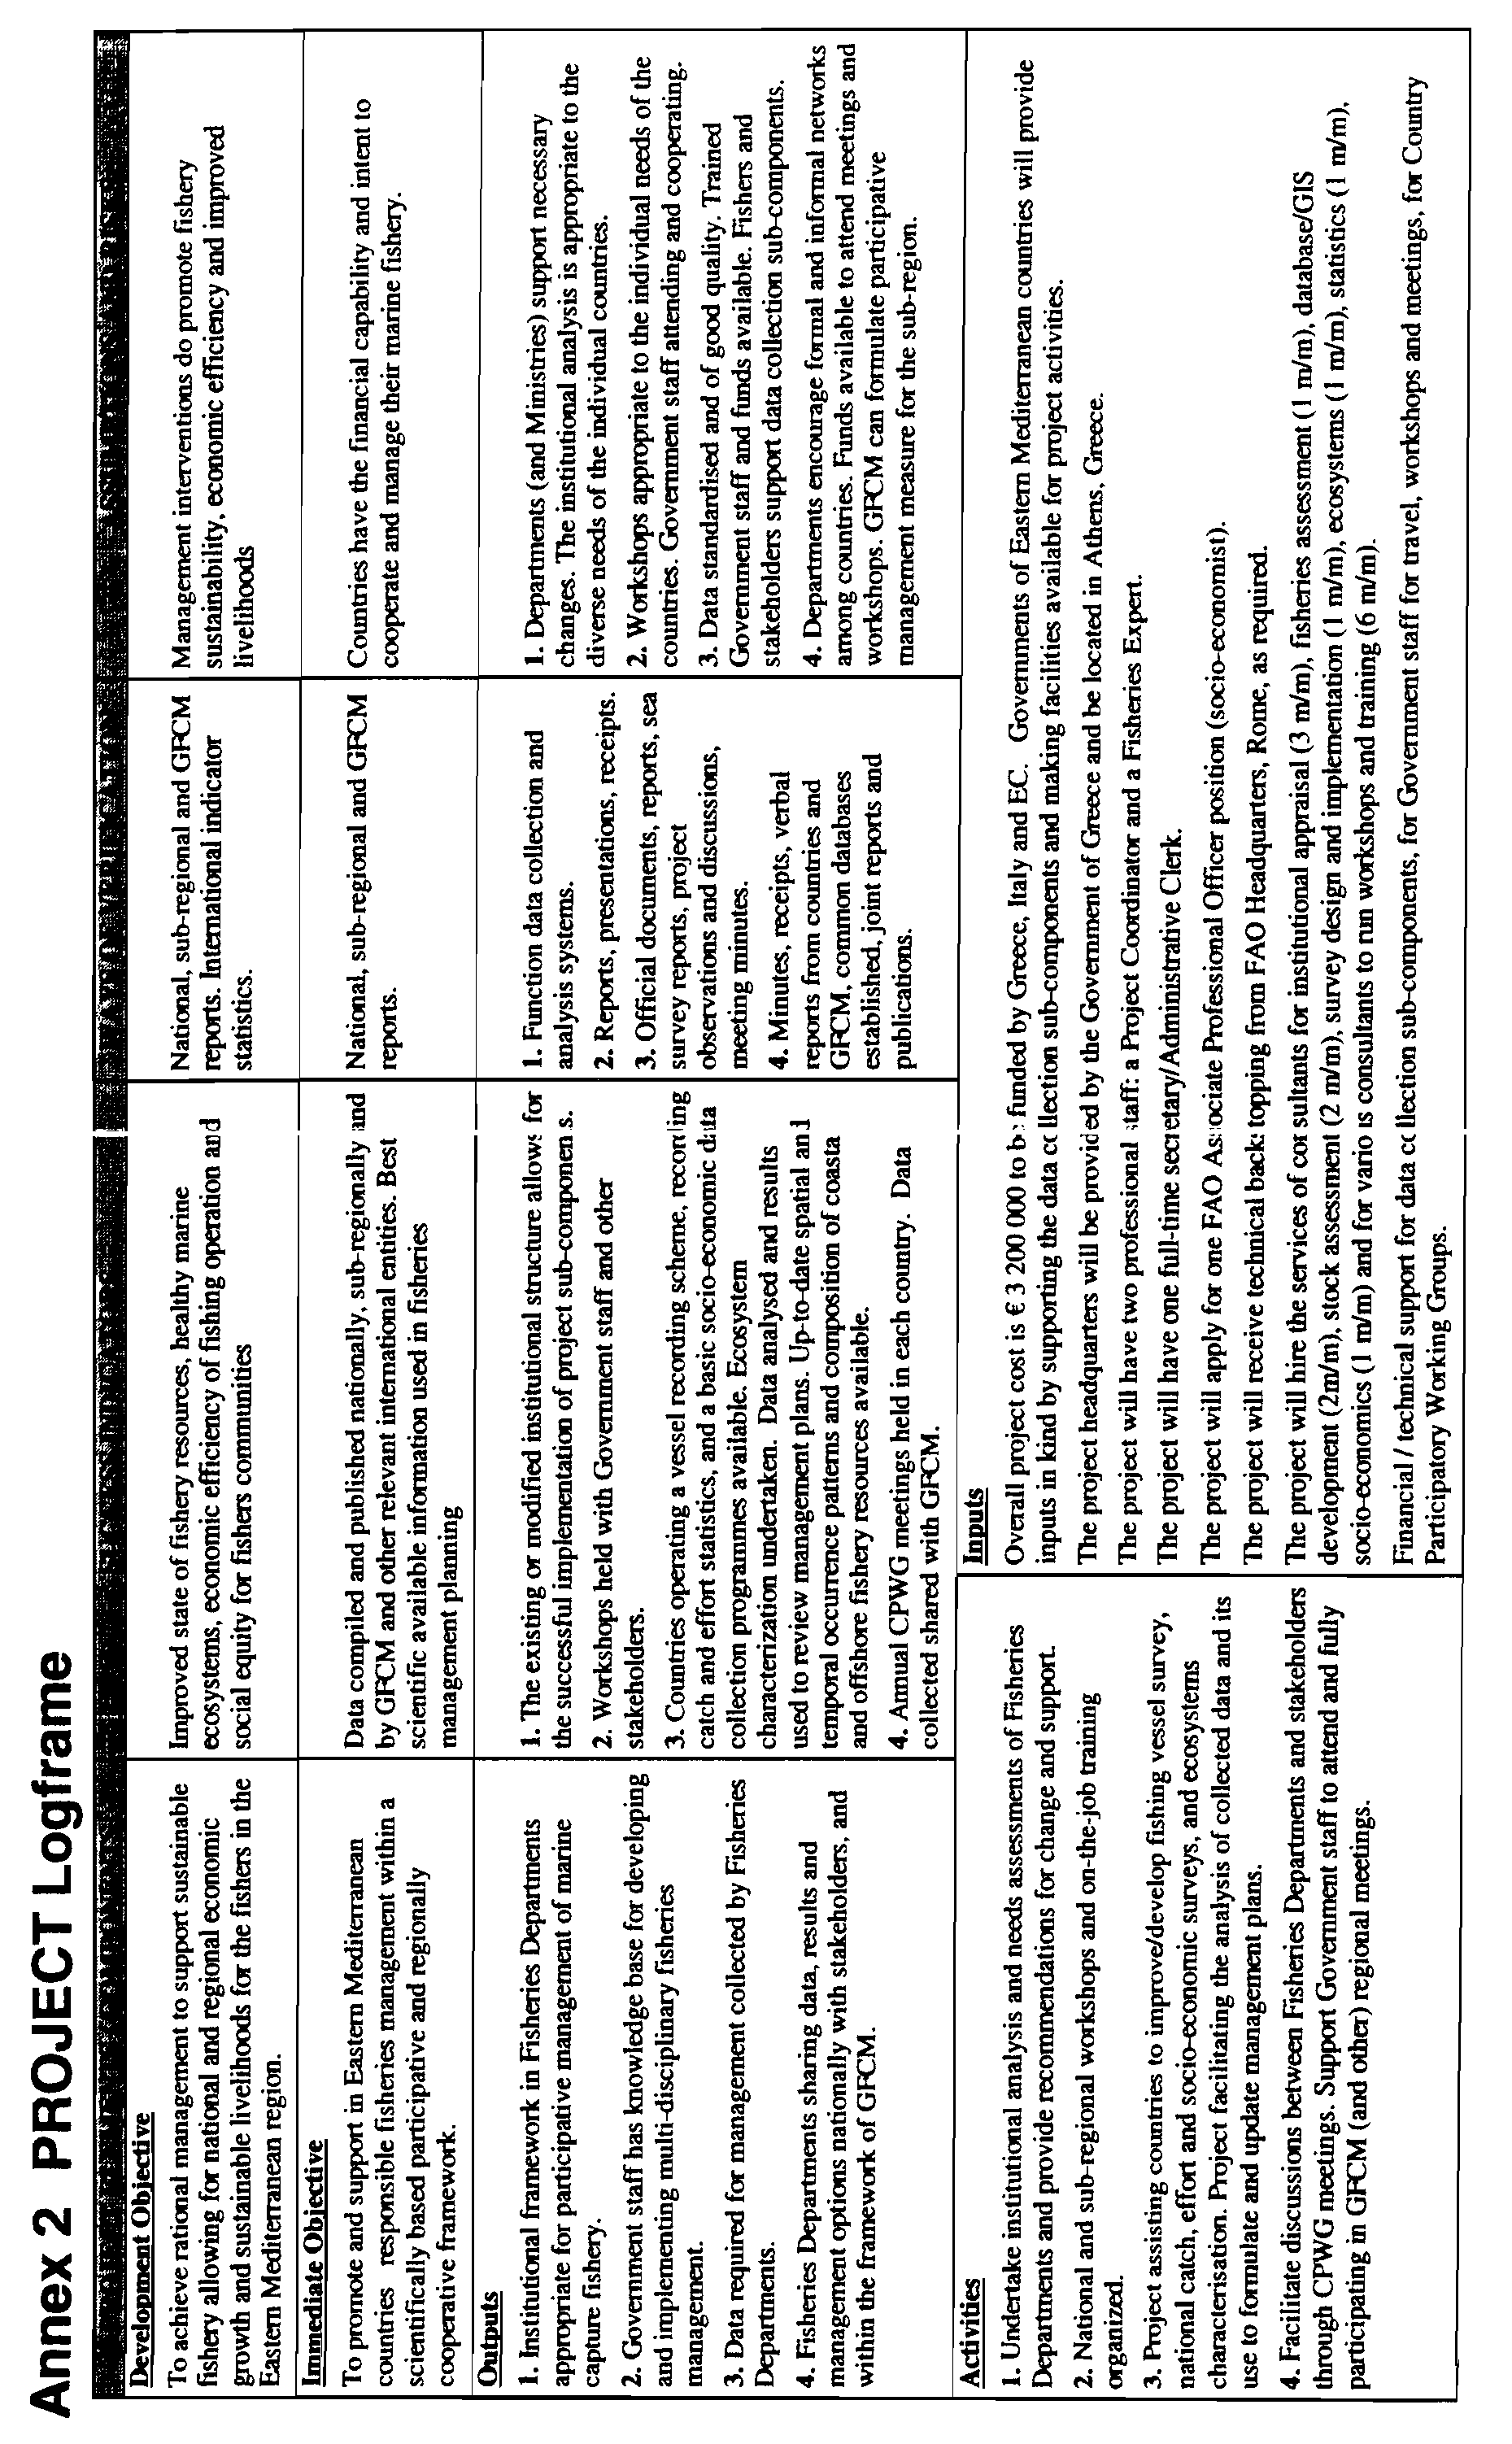 Annex 2 PROJECT Logframe
Development Objective
To achieve rational management to support sustainable
fishery allowing for national and regional economic
growth and sustainable livelihoods for the fishers in the
Eastern Mediterranean region.
Improved state of fishery resources, healthy marine
ecosystems, economic efficiency of fishing operation and
social equity for fishers communities
National, sub-regional and GFCM
reports. International indicator
statistics.
Management interventions do promote fishery
sustainability, economic efficiency and improved
livelihoods
Immediate Objective
To promote and support in Eastern Mediterranean
countries responsible fisheries management within a
scientifically based participative and regionally
cooperative framework.
Data compiled and published nationally, sub-regionally and
by GFCM and other relevant international entities. Best
scientific available information used in fisheries
management planning
National, sub-regional and GFCM
reports.
Countries have the financial capability and intent to
cooperate and manage their marine fishery.
Outputs
1. Institutional framework in Fisheries Departments
appropriate for participative management of marine
capture fishery.
2. Government staff has knowledge base for developing
and implementing multi-disciplinary fisheries
management.
3. Data required for management collected by Fisheries
Departments.
4. Fisheries Departments sharing data, results and
management options nationally with stakeholders, and
within the framework of GFCM.
1. The existing or modified institutional structure allows for
the successful implementation of project sub-componen s.
2. Workshops held with Government staff and other
stakeholders.
3. Countries operating a vessel recording scheme, recording
catch and effort statistics, and a basic socio-economic data
collection programmes available. Ecosystem
characterization undertaken. Data analysed and results
used to review management plans. Up-to-date spatial and
temporal occurrence patterns and composition of coasta
and offshore fishery resources available.
4. Annual CPWG meetings held in each country. Data
collected shared with GFCM.
1. Function data collection and
analysis systems.
2. Reports, presentations, receipts.
3. Official documents, reports, sea
survey reports, project
observations and discussions,
meeting minutes.
4. Minutes, receipts, verbal
reports from countries and
GFCM, common databases
established, joint reports and
publications.
1. Departments (and Ministries) support necessary
changes. The institutional analysis is appropriate to the
diverse needs of the individual countries.
2. Workshops appropriate to the individual needs of the
countries. Government staff attending and cooperating.
3. Data standardised and of good quality. Trained
Government staff and funds available. Fishers and
stakeholders support data collection sub-components.
4. Departments encourage formal and informal networks
among countries. Funds available to attend meetings and
workshops. GFCM can formulate participative
management measure for the sub-region.
Activities
1. Undertake institutional analysis and needs assessments of Fisheries
Departments and provide recommendations for change and support.
2. National and sub-regional workshops and on-the-job training
organized.
3. Project assisting countries to improve/develop fishing vessel survey,
national catch, effort and socio-economic surveys, and ecosystems
characterisation. Project facilitating the analysis of collected data and its
use to formulate and update management plans.
4. Facilitate discussions between Fisheries Departments and stakeholders
through CPWG meetings. Support Government staff to attend and fully
participating in GFCM (and other) regional meetings.
Inputs
Overall project cost is € 3 200 000 to be funded by Greece, Italy and EC. Governments of Eastern Mediterranean countries will provide
inputs in kind by supporting the data collection sub-components and making facilities available for project activities.
The project headquarters will be provided by the Government of Greece and be located in Athens, Greece.
The project will have two professional staff: a Project Coordinator and a Fisheries Expert.
The project will have one full-time secretary/Administrative Clerk.
The project will apply for one FAO Associate Professional Officer position (socio-economist).
The project will receive technical backstopping from FAO Headquarters, Rome, as required.
The project will hire the services of consultants for institutional appraisal (3 m/m), fisheries assessment (1 m/m), database/GIS
development (2m/m), stock assessment (2 m/m), survey design and implementation (1 m/m), ecosystems (1 m/m), statistics (1 m/m),
socio-economics (1 m/m) and for various consultants to run workshops and training (6 m/m).
Financial / technical support for data collection sub-components, for Government staff for travel, workshops and meetings, for Country
Participatory Working Groups.